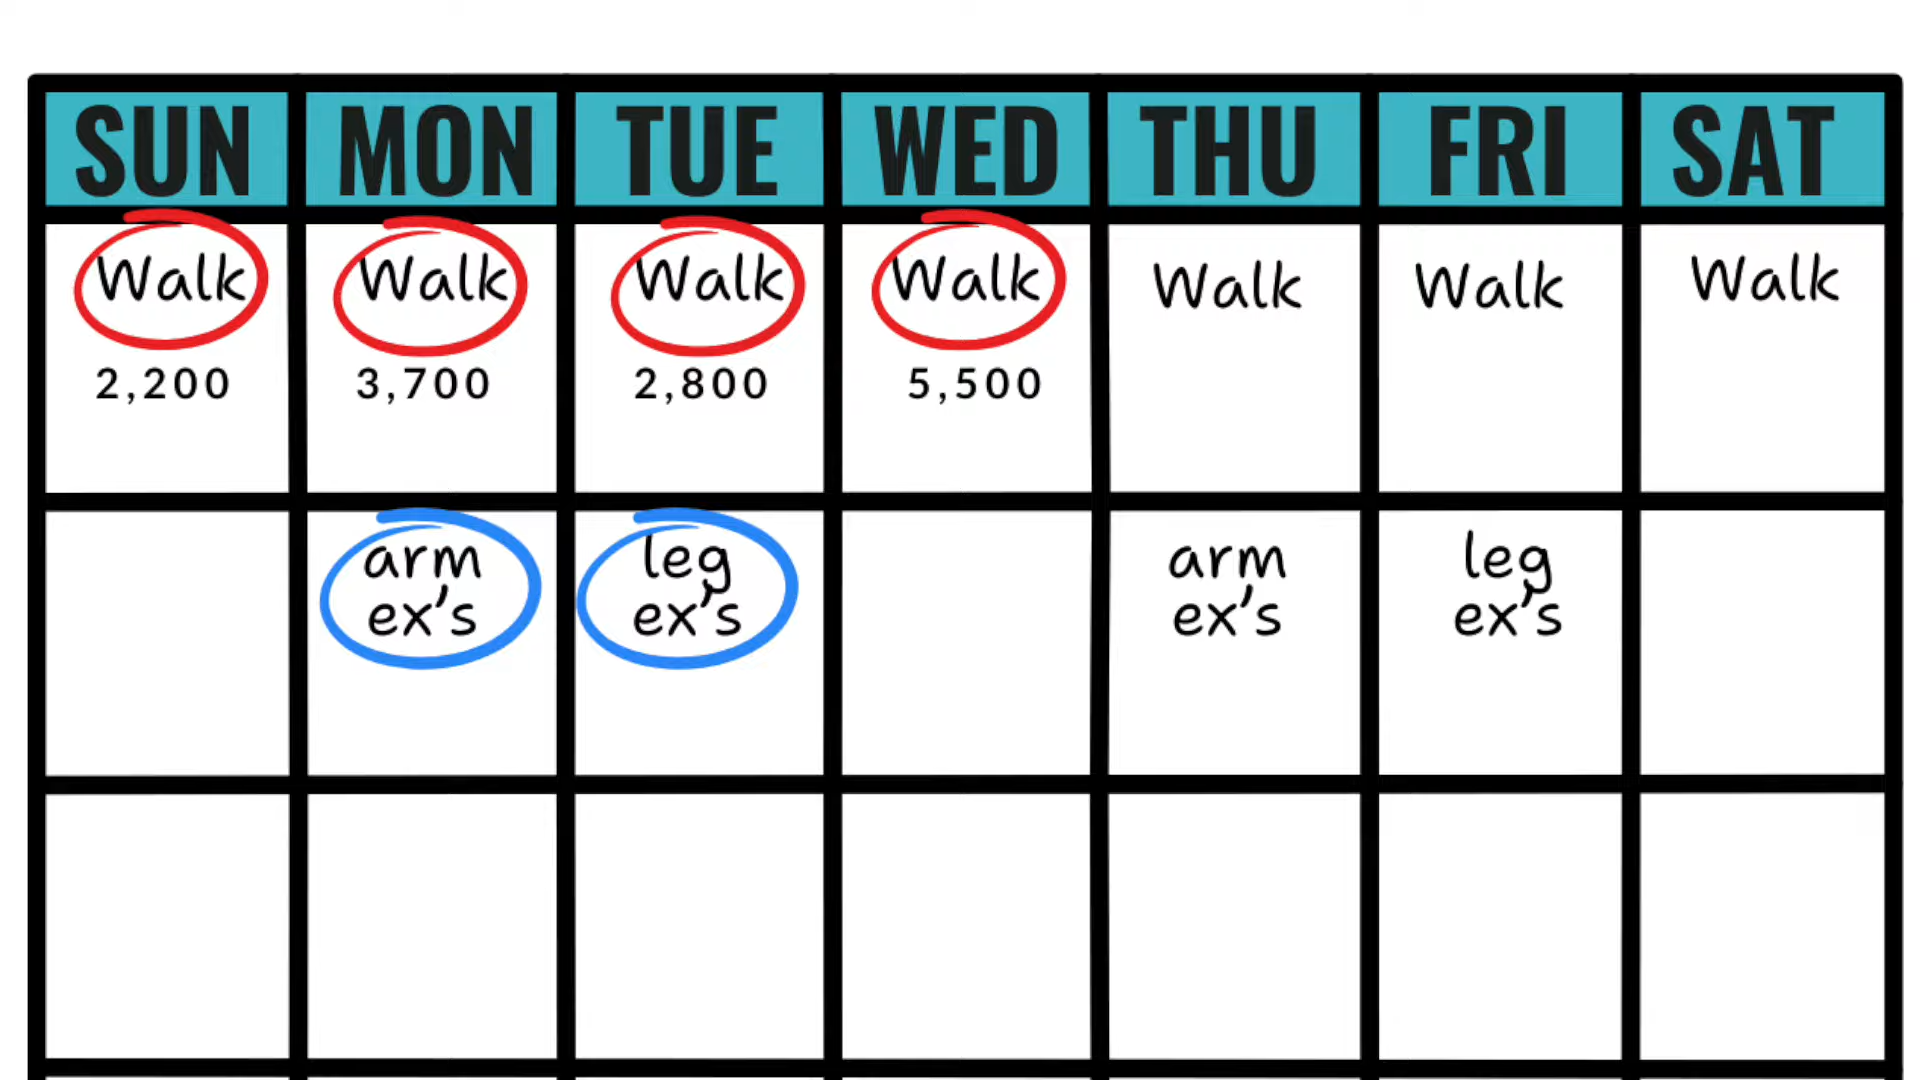 SUN MON TUE WED THU FRI SAT
Walk Walk Walk Walk Walk Walk Walk
2,200 3,700 2,800 5,500
arm leg arm leg
ex's ex's ex's ex's